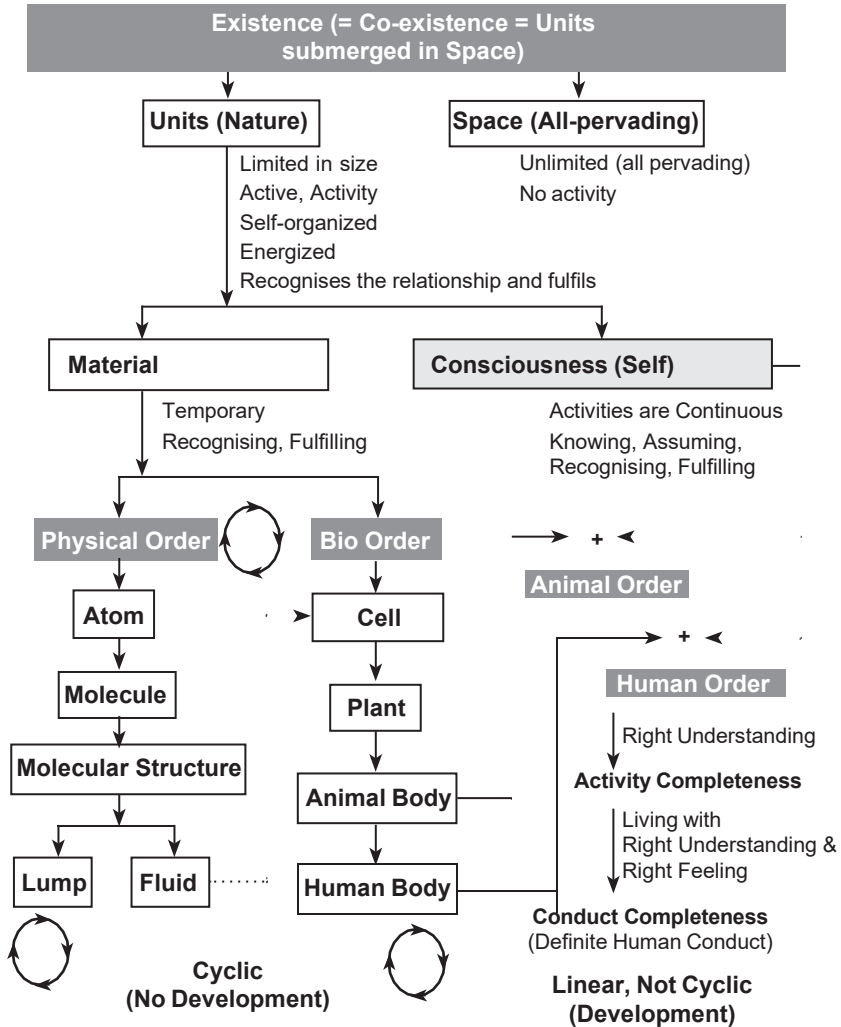 Existence (= Co-existence = Units
submerged in Space)
Units (Nature)
Space (All-pervading)
Limited in size
Active, Activity
Self-organized
Energized
Recognises the relationship and fulfils
Unlimited (all pervading)
No activity
Material
Consciousness (Self)
Temporary
Recognising, Fulfilling
Activities are Continuous
Knowing, Assuming,
Recognising, Fulfilling
Physical Order
Bio Order
+
Animal Order
Atom
Cell
+
Molecule
Human Order
Plant
Right Understanding
Molecular Structure
Activity Completeness
Animal Body
Living with
Right Understanding &
Right Feeling
Lump
Fluid
Human Body
Conduct Completeness
(Definite Human Conduct)
Cyclic
(No Development)
Linear, Not Cyclic
(Development)